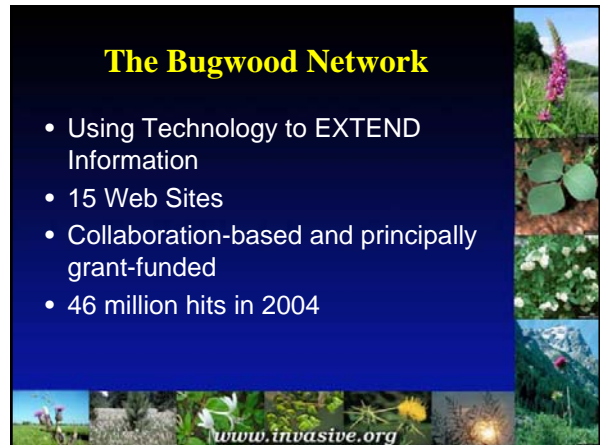 The Bugwood Network
• Using Technology to EXTEND
Information
• 15 Web Sites
• Collaboration-based and principally
grant-funded
• 46 million hits in 2004
www.invasive.org